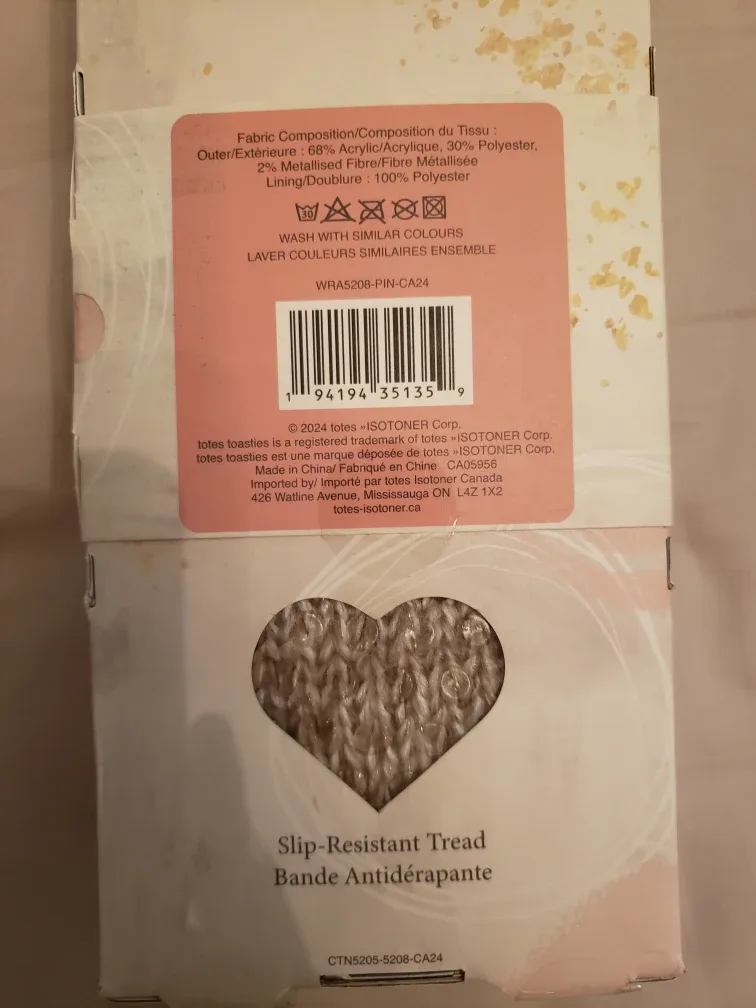 Fabric Composition/Composition du Tissu :
Outer/Extérieure : 68% Acrylic/Acrylique, 30% Polyester,
2% Metallised Fibre/Fibre Métallisée
Lining/Doublure : 100% Polyester
30
WASH WITH SIMILAR COLOURS
LAVER COULEURS SIMILAIRES ENSEMBLE
WRA5208-PIN-CA24
1 94194 35135 9
© 2024 totes »ISOTONER Corp.
totes toasties is a registered trademark of totes »ISOTONER Corp.
totes toasties est une marque déposée de totes »ISOTONER Corp.
Made in China/ Fabriqué en Chine CA05956
Imported by/ Importé par totes Isotoner Canada
426 Watline Avenue, Mississauga ON L4Z 1X2
totes-isotoner.ca
Slip-Resistant Tread
Bande Antidérapante
CTN5205-5208-CA24